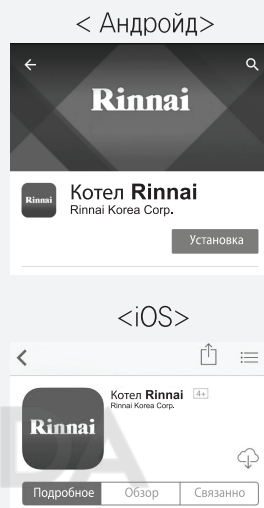 < Андройд>
Rinnai
Rinnai
Котел Rinnai
Rinnai Korea Corp.
Установка
<iOS>
Rinnai
Котел Rinnai 4+
Rinnai Korea Corp.
Подробное Обзор Связанно